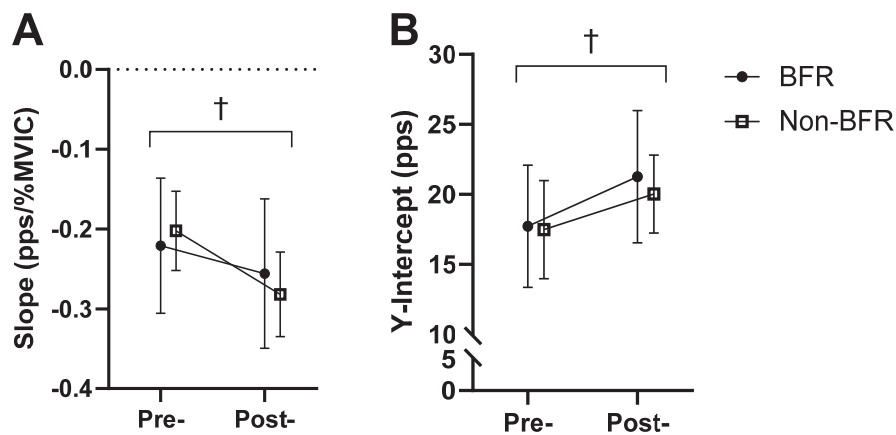 A
Slope (pps/%MVIC)
0.0
-0.1
-0.2
-0.3
-0.4
†
Pre-
Post-
B
Y-Intercept (pps)
30
25
20
15
10
5
0
†
Pre-
Post-
BFR
Non-BFR